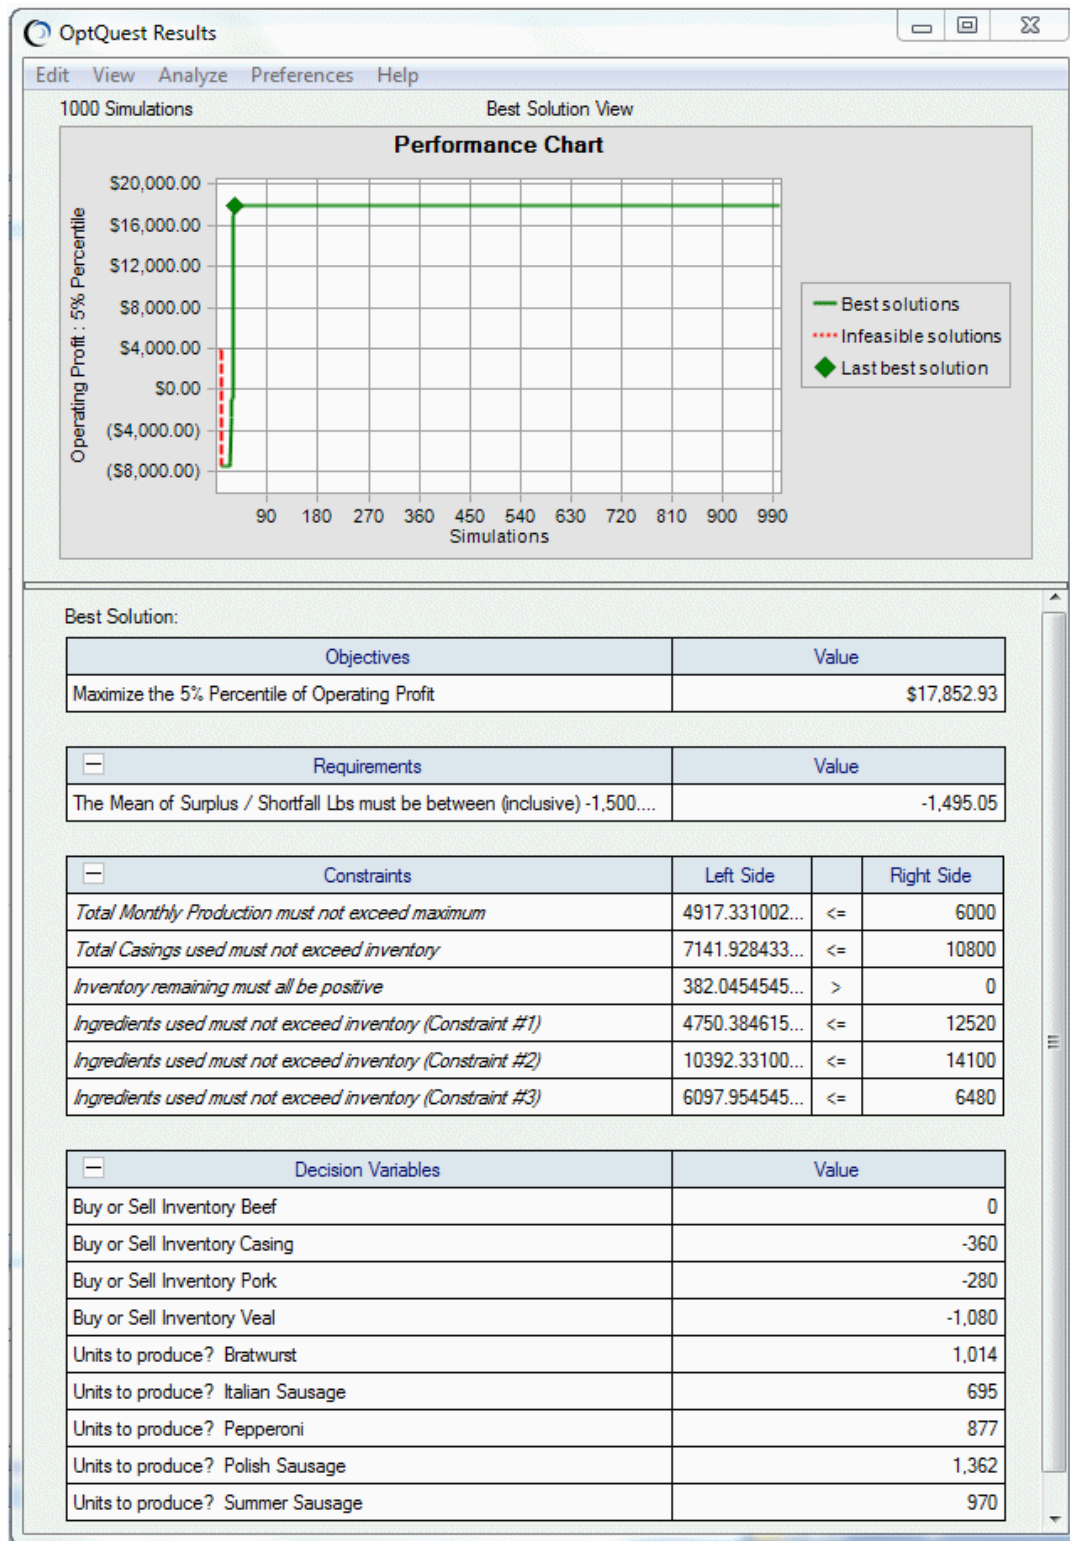 OptQuest Results
Edit View Analyze Preferences Help
1000 Simulations Best Solution View
Performance Chart
Operating Profit : 5% Percentile
$20,000.00
$16,000.00
$12,000.00
$8,000.00
$4,000.00
$0.00
($4,000.00)
($8,000.00)
90 180 270 360 450 540 630 720 810 900 990
Simulations
Best solutions
Infeasible solutions
Last best solution
Best Solution:
Objectives Value
Maximize the 5% Percentile of Operating Profit $17,852.93
Requirements Value
The Mean of Surplus / Shortfall Lbs must be between (inclusive) -1,500.... -1,495.05
Constraints Left Side Right Side
Total Monthly Production must not exceed maximum 4917.331002... <= 6000
Total Casings used must not exceed inventory 7141.928433... <= 10800
Inventory remaining must all be positive 382.0454545... > 0
Ingredients used must not exceed inventory (Constraint #1) 4750.384615... <= 12520
Ingredients used must not exceed inventory (Constraint #2) 10392.33100... <= 14100
Ingredients used must not exceed inventory (Constraint #3) 6097.954545... <= 6480
Decision Variables Value
Buy or Sell Inventory Beef 0
Buy or Sell Inventory Casing -360
Buy or Sell Inventory Pork -280
Buy or Sell Inventory Veal -1,080
Units to produce? Bratwurst 1,014
Units to produce? Italian Sausage 695
Units to produce? Pepperoni 877
Units to produce? Polish Sausage 1,362
Units to produce? Summer Sausage 970